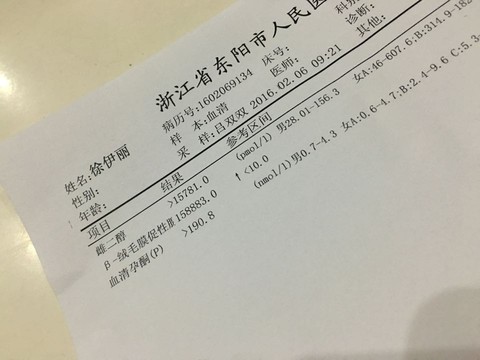 浙江省东阳市人民医
病历号:1602069134 床号: 科别
姓名:徐伊丽 样 本:血清 医师: 诊断:
性别: 采 样:吕双双 2016.02.06 09:21 其他:
年龄:
项目 结果 参考区间
雌二醇 >15781.0 (pmol/l) 男28.01-156.3 女A:46-607.6:B:314.9-182
β-绒毛膜促性腺 158883.0 ↑<10.0
血清孕酮(P) >190.8 (nmol/l)男0.7-4.3 女A:0.6-4.7:B:2.4-9.6 C:5.3-